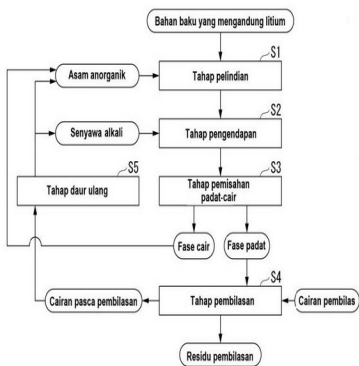 Bahan baku yang mengandung litium
S1
Asam anorganik
Tahap pelindian
S2
Senyawa alkali
Tahap pengendapan
S5
S3
Tahap daur ulang
Tahap pemisahan
padat-cair
Fase cair
Fase padat
S4
Cairan pasca pembilasan
Tahap pembilasan
Cairan pembilas
Residu pembilasan